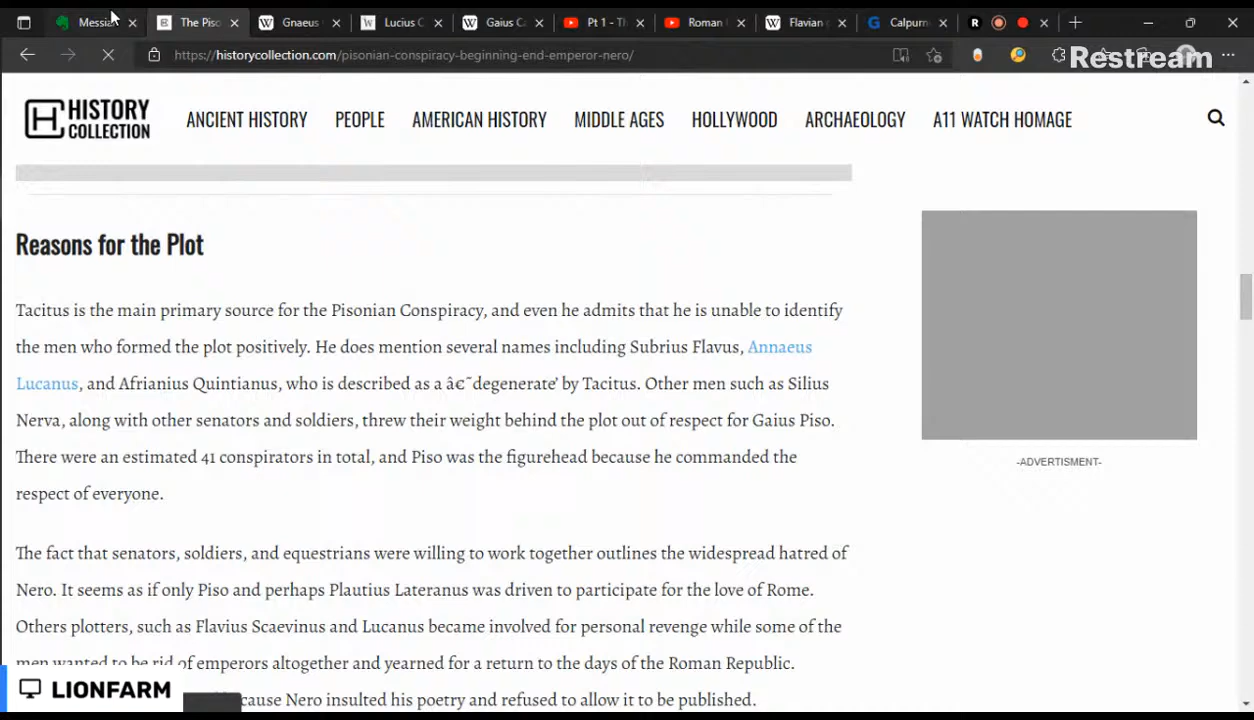 Messia
The Piso
Gnaeus
Lucius C
Gaius C
Pt 1 - Th
Roman
Flavian p
Calpurn
https://historycollection.com/pisonian-conspiracy-beginning-end-emperor-nero/
Restream
HISTORY
COLLECTION
ANCIENT HISTORY
PEOPLE
AMERICAN HISTORY
MIDDLE AGES
HOLLYWOOD
ARCHAEOLOGY
A11 WATCH HOMAGE
Reasons for the Plot
Tacitus is the main primary source for the Pisonian Conspiracy, and even he admits that he is unable to identify
the men who formed the plot positively. He does mention several names including Subrius Flavus, Annaeus
Lucanus, and Afrianius Quintianus, who is described as a â€˜degenerate’ by Tacitus. Other men such as Silius
Nerva, along with other senators and soldiers, threw their weight behind the plot out of respect for Gaius Piso.
There were an estimated 41 conspirators in total, and Piso was the figurehead because he commanded the
respect of everyone.
-ADVERTISMENT-
The fact that senators, soldiers, and equestrians were willing to work together outlines the widespread hatred of
Nero. It seems as if only Piso and perhaps Plautius Lateranus was driven to participate for the love of Rome.
Others plotters, such as Flavius Scaevinus and Lucanus became involved for personal revenge while some of the
men wanted to be rid of emperors altogether and yearned for a return to the days of the Roman Republic.
cause Nero insulted his poetry and refused to allow it to be published.
LIONFARM